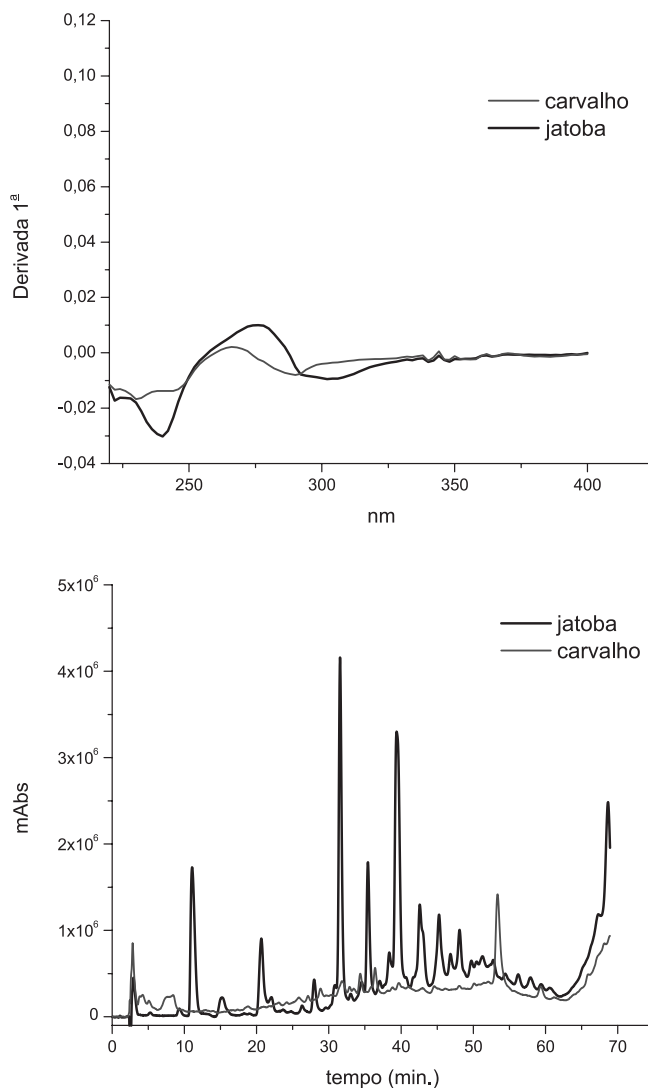 0,12
0,10
0,08
0,06
0,04
0,02
0,00
-0,02
-0,04
Derivada 1ª
carvalho
jatoba
250
300
350
400
nm
5x10⁶
4x10⁶
3x10⁶
2x10⁶
1x10⁶
0
mAbs
jatoba
carvalho
0
10
20
30
40
50
60
70
tempo (min.)